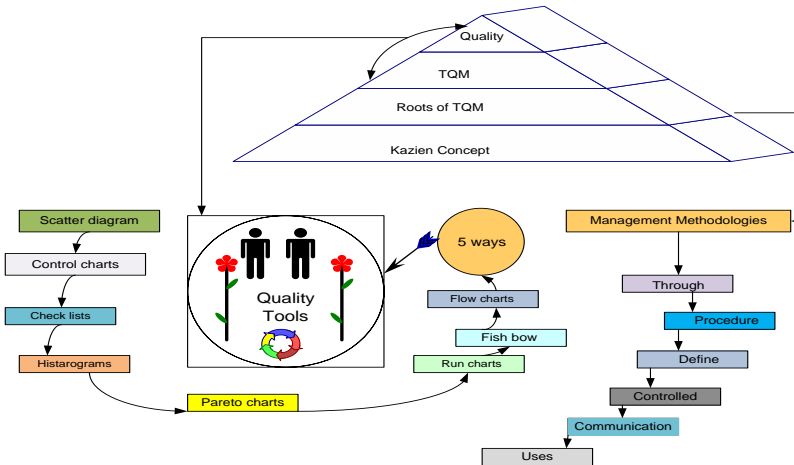 Quality
TQM
Roots of TQM
Kazien Concept
Scatter diagram
Control charts
Check lists
Histarograms
Pareto charts
Quality
Tools
5 ways
Flow charts
Fish bow
Run charts
Management Methodologies
Through
Procedure
Define
Controlled
Communication
Uses